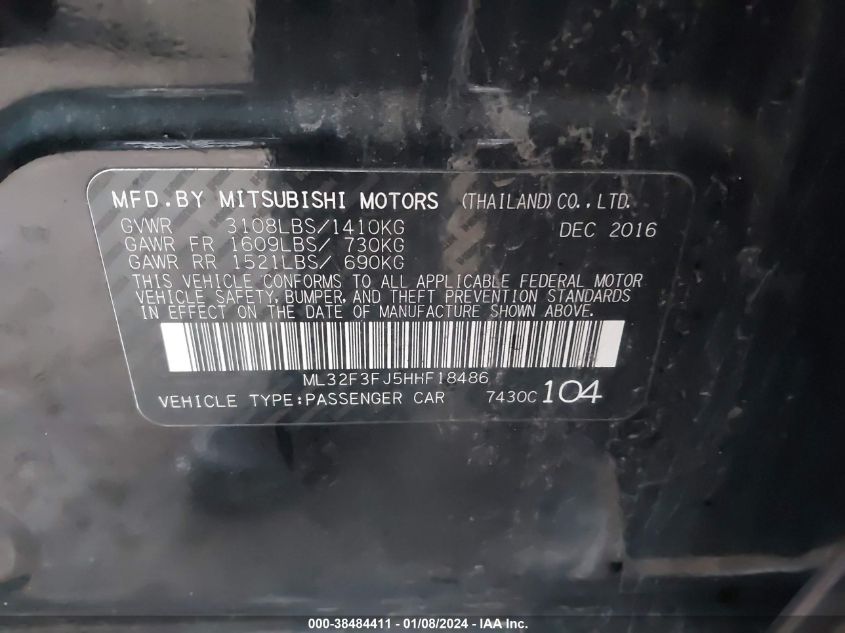 MFD.BY MITSUBISHI MOTORS (THAILAND)CO.,LTD.
GVWR 3108LBS/1410KG DEC 2016
GAWR FR 1609LBS/ 730KG
GAWR RR 1521LBS/ 690KG
THIS VEHICLE CONFORMS TO ALL APPLICABLE FEDERAL MOTOR
VEHICLE SAFETY, BUMPER, AND THEFT PREVENTION STANDARDS
IN EFFECT ON THE DATE OF MANUFACTURE SHOWN ABOVE.
ML32F3FJ5HHF18486
VEHICLE TYPE:PASSENGER CAR 7430C 104
000-38484411 - 01/08/2024 - IAA Inc.